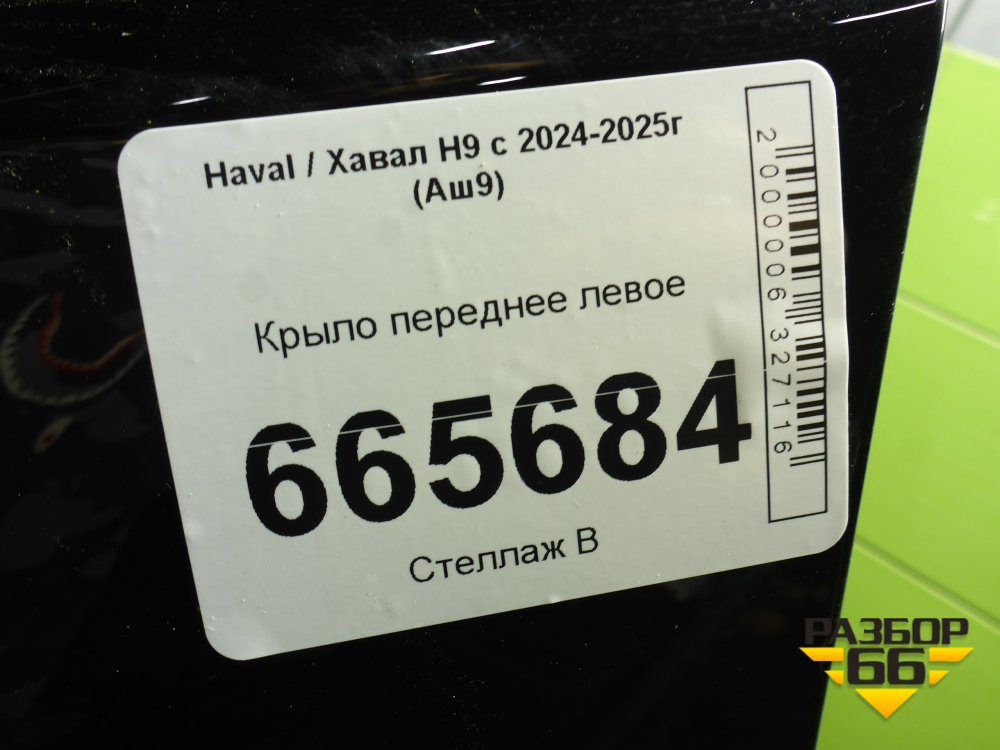 Haval / Хавал H9 с 2024-2025г
(Аш9)
Крыло переднее левое
665684
Стеллаж В
2000006327116
РАЗБОР
66